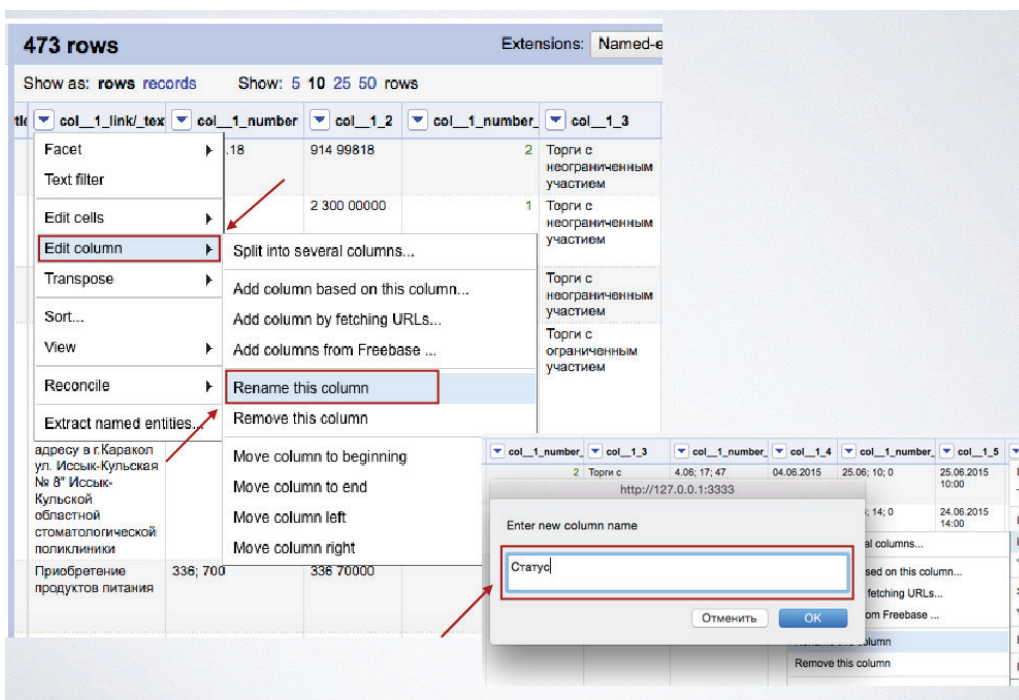 473 rows
Extensions: Named-e
Show as: rows records Show: 5 10 25 50 rows
col__1_link/_tex col__1_number col__1_2 col__1_number_ col__1_3
Facet
.18 914 99818 2 Торги с
неограниченным
участием
Text filter
2 300 00000 1 Торги с
неограниченным
участием
Edit cells
Edit column
Split into several columns...
Transpose
Add column based on this column...
Торги с
неограниченным
участием
Sort...
Add column by fetching URLs...
View
Add columns from Freebase ...
Торги с
ограниченным
участием
Reconcile
Rename this column
Extract named entities...
Remove this column
Move column to beginning
Move column to end
Move column left
Move column right
адресу в г.Каракол
ул. Иссык-Кульская
№ 8" Иссык-
Кульской
областной
стоматологической
поликлиники
Приобретение
продуктов питания
336; 700 336 70000
col__1_number_ col__1_3 col__1_number_ col__1_4 col__1_number_ col__1_5
2 Торги с 4.06; 17; 47 04.06.2015 25.06; 10; 0 25.06.2015
10:00
http://127.0.0.1:3333
Enter new column name
; 14; 0 24.06.2015
14:00
al columns...
Статус
sed on this column...
fetching URLs...
om Freebase ...
Отменить OK
this column
Remove this column